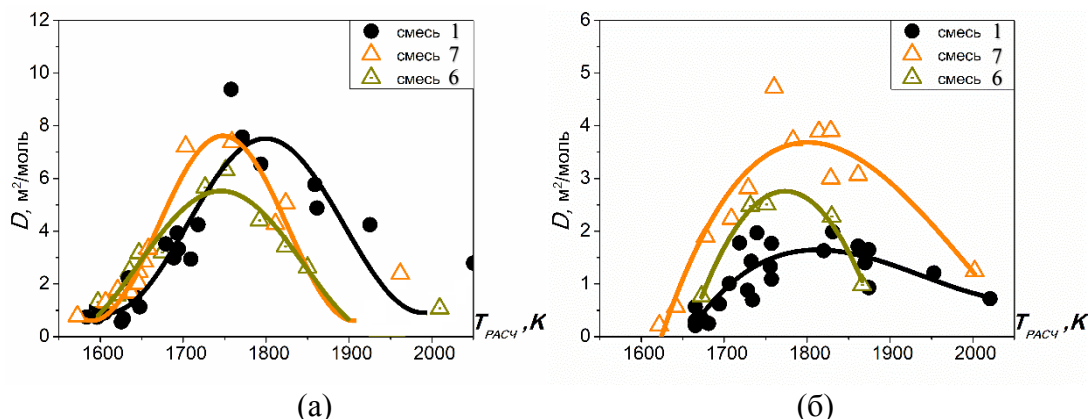 12
10
8
6
4
2
0
D, м²/моль
смесь 1
смесь 7
смесь 6
1600
1700
1800
1900
2000
T_РАСЧ , K
(а)
6
5
4
3
2
1
0
D, м²/моль
смесь 1
смесь 7
смесь 6
1600
1700
1800
1900
2000
T_РАСЧ , K
(б)